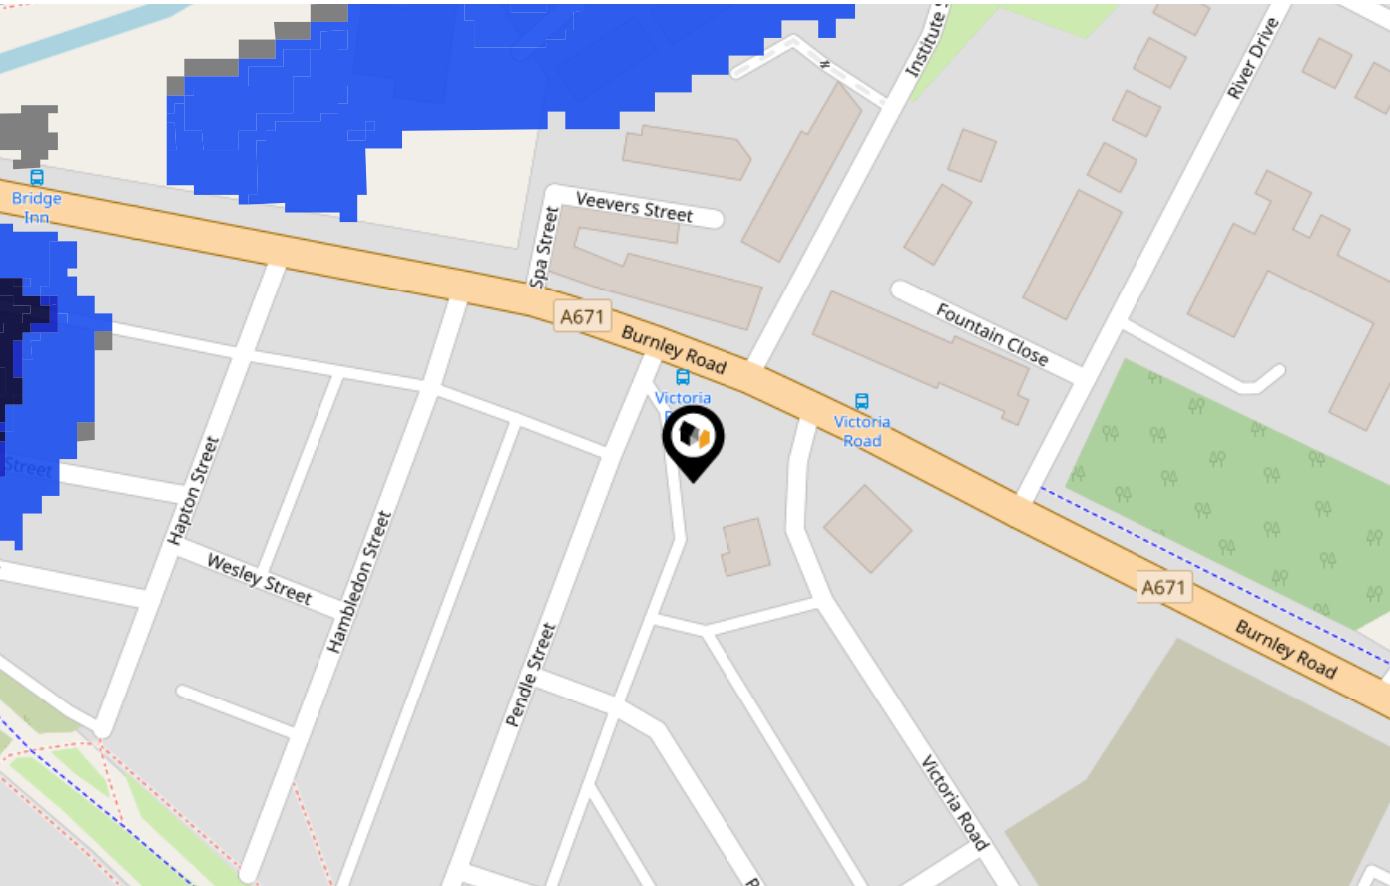 Institute
River Drive
Bridge
Inn
Veevers Street
Spa Street
A671
Burnley Road
Fountain Close
Victoria
Victoria
Road
Street
Hapton Street
Wesley Street
Hambledon Street
A671
Burnley Road
Pendle Street
Victoria Road